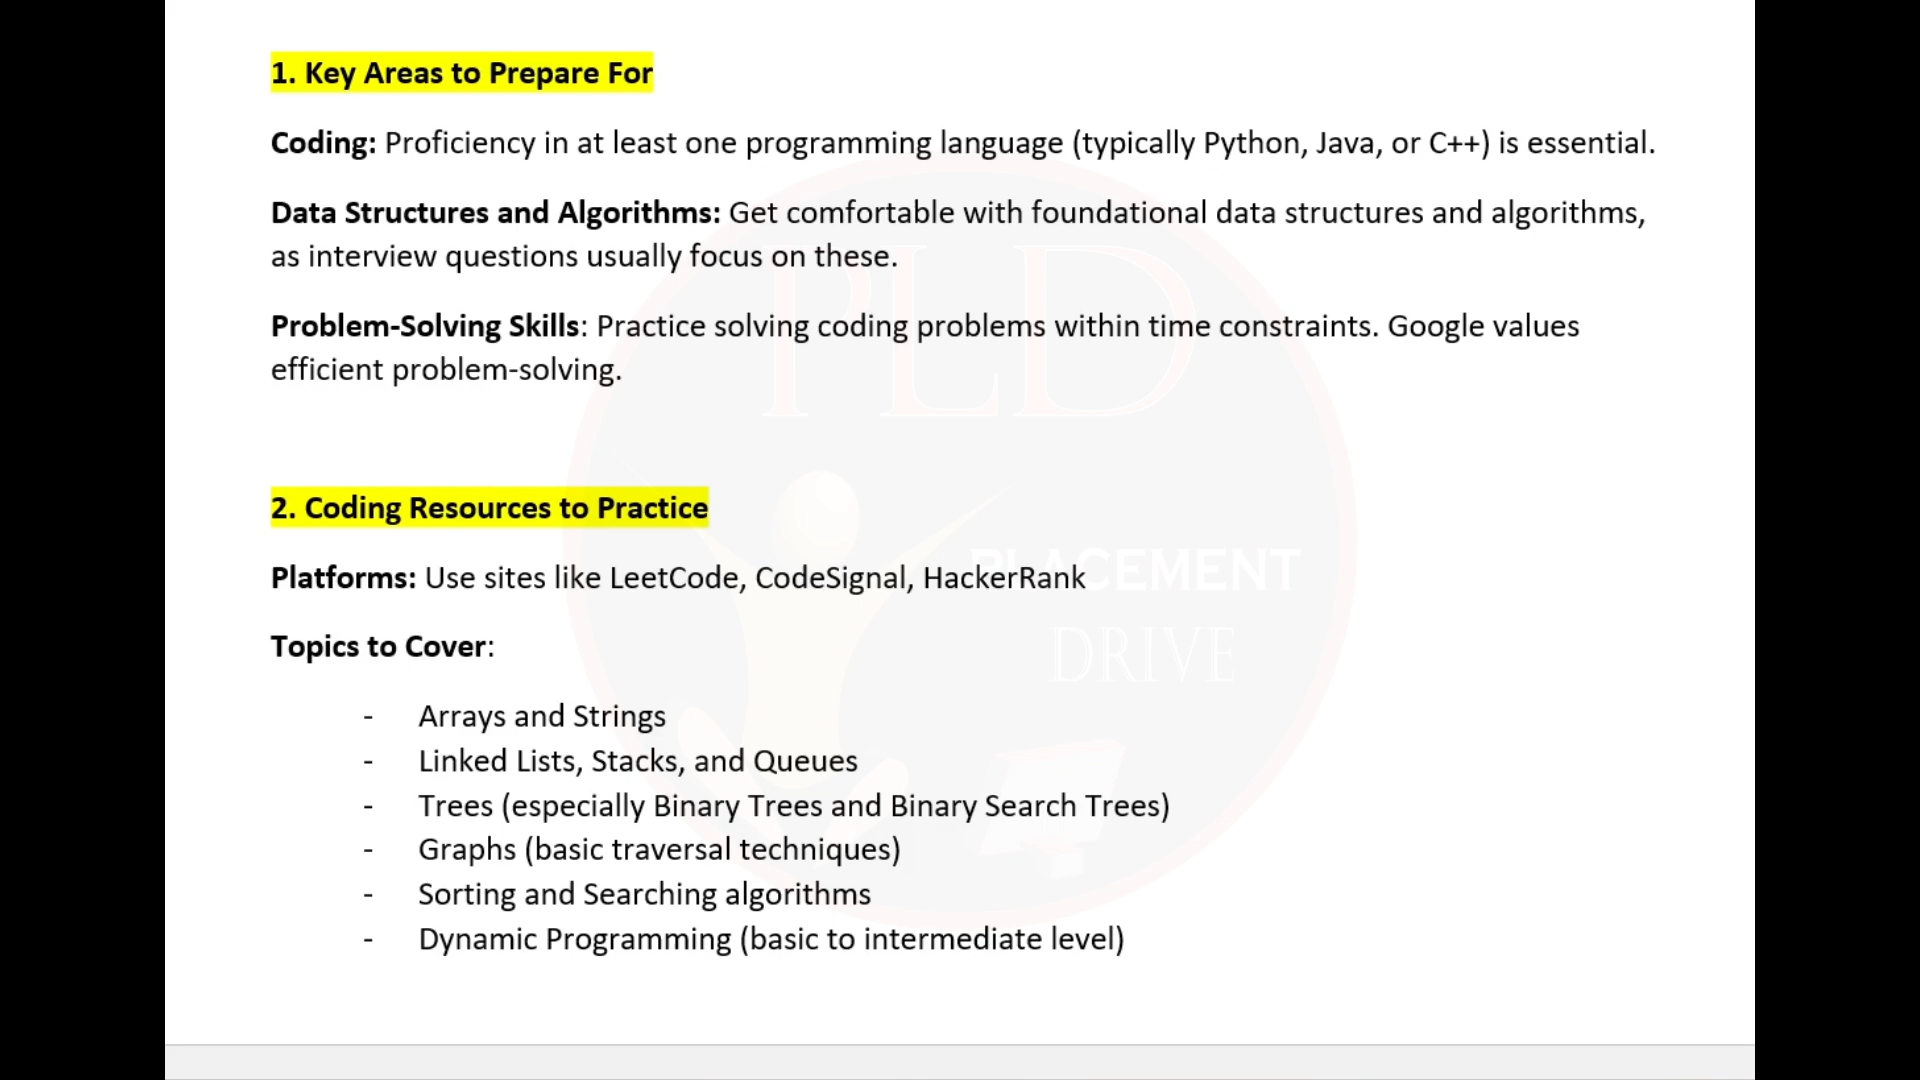 1. Key Areas to Prepare For
Coding: Proficiency in at least one programming language (typically Python, Java, or C++) is essential.
Data Structures and Algorithms: Get comfortable with foundational data structures and algorithms,
as interview questions usually focus on these.
Problem-Solving Skills: Practice solving coding problems within time constraints. Google values
efficient problem-solving.
PLD
2. Coding Resources to Practice
Platforms: Use sites like LeetCode, CodeSignal, HackerRank
PLACEMENT
DRIVE
Topics to Cover:
- Arrays and Strings
- Linked Lists, Stacks, and Queues
- Trees (especially Binary Trees and Binary Search Trees)
- Graphs (basic traversal techniques)
- Sorting and Searching algorithms
- Dynamic Programming (basic to intermediate level)